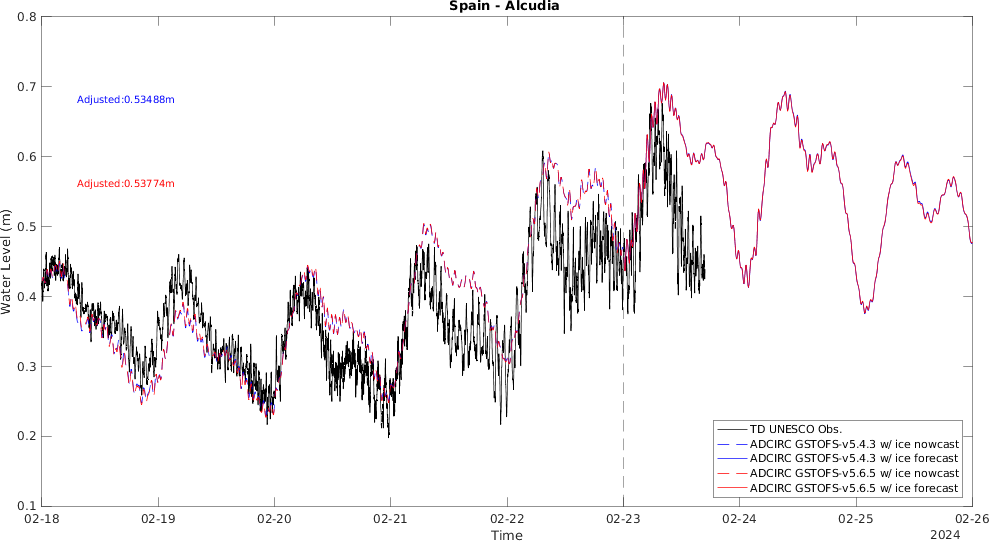 Spain - Alcudia
0.8
0.7
0.6
0.5
0.4
0.3
0.2
0.1
Water Level (m)
Adjusted:0.53488m
Adjusted:0.53774m
TD UNESCO Obs.
ADCIRC GSTOFS-v5.4.3 w/ ice nowcast
ADCIRC GSTOFS-v5.4.3 w/ ice forecast
ADCIRC GSTOFS-v5.6.5 w/ ice nowcast
ADCIRC GSTOFS-v5.6.5 w/ ice forecast
02-18 02-19 02-20 02-21 02-22 02-23 02-24 02-25 02-26
Time
2024